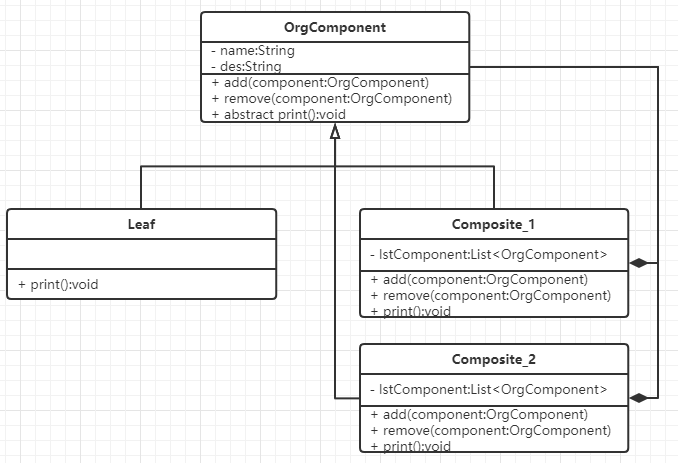 OrgComponent
- name:String
- des:String
+ add(component:OrgComponent)
+ remove(component:OrgComponent)
+ abstract print():void
Leaf
+ print():void
Composite_1
- lstComponent:List<OrgComponent>
+ add(component:OrgComponent)
+ remove(component:OrgComponent)
+ print():void
Composite_2
- lstComponent:List<OrgComponent>
+ add(component:OrgComponent)
+ remove(component:OrgComponent)
+ print():void